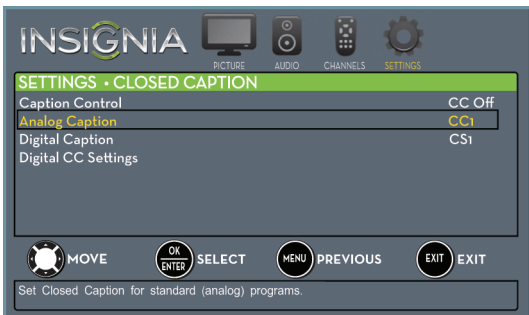 INSIGNIA
PICTURE AUDIO CHANNELS SETTINGS
SETTINGS • CLOSED CAPTION
Caption Control CC Off
Analog Caption CC1
Digital Caption CS1
Digital CC Settings
MOVE OK ENTER SELECT MENU PREVIOUS EXIT EXIT
Set Closed Caption for standard (analog) programs.